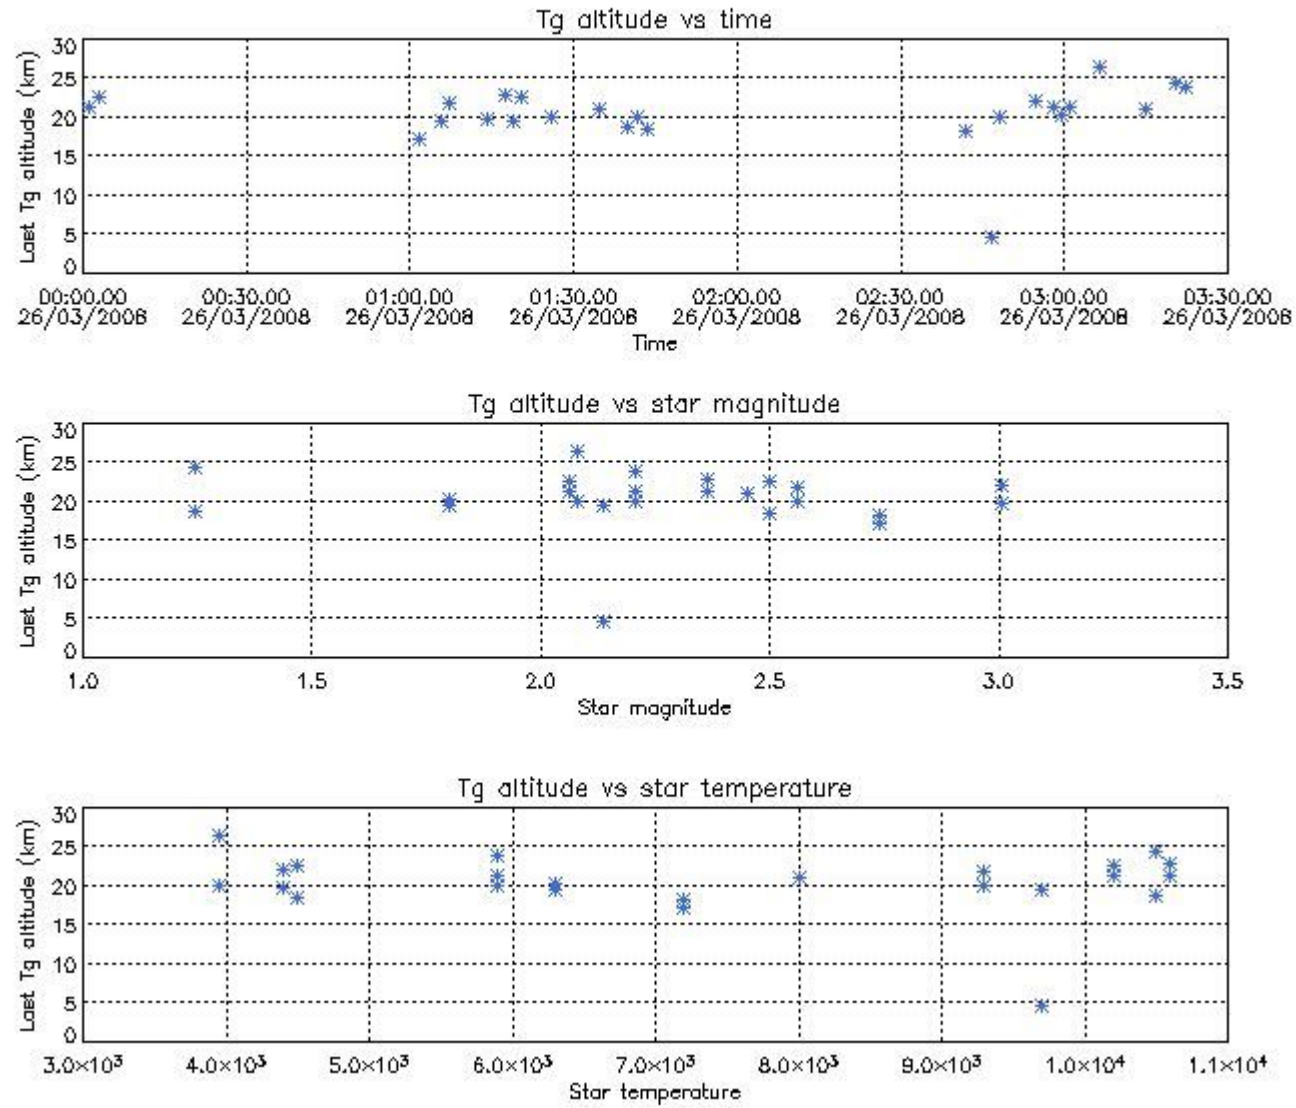 Tg altitude vs time
Last Tg altitude (km)
30
25
20
15
10
5
0
00:00.00 00:30.00 01:00.00 01:30.00 02:00.00 02:30.00 03:00.00 03:30.00
26/03/2008 26/03/2008 26/03/2008 26/03/2008 26/03/2008 26/03/2008 26/03/2008 26/03/2008
Time
Tg altitude vs star magnitude
Last Tg altitude (km)
30
25
20
15
10
5
0
1.0 1.5 2.0 2.5 3.0 3.5
Star magnitude
Tg altitude vs star temperature
Last Tg altitude (km)
30
25
20
15
10
5
0
3.0×10³ 4.0×10³ 5.0×10³ 6.0×10³ 7.0×10³ 8.0×10³ 9.0×10³ 1.0×10⁴ 1.1×10⁴
Star temperature